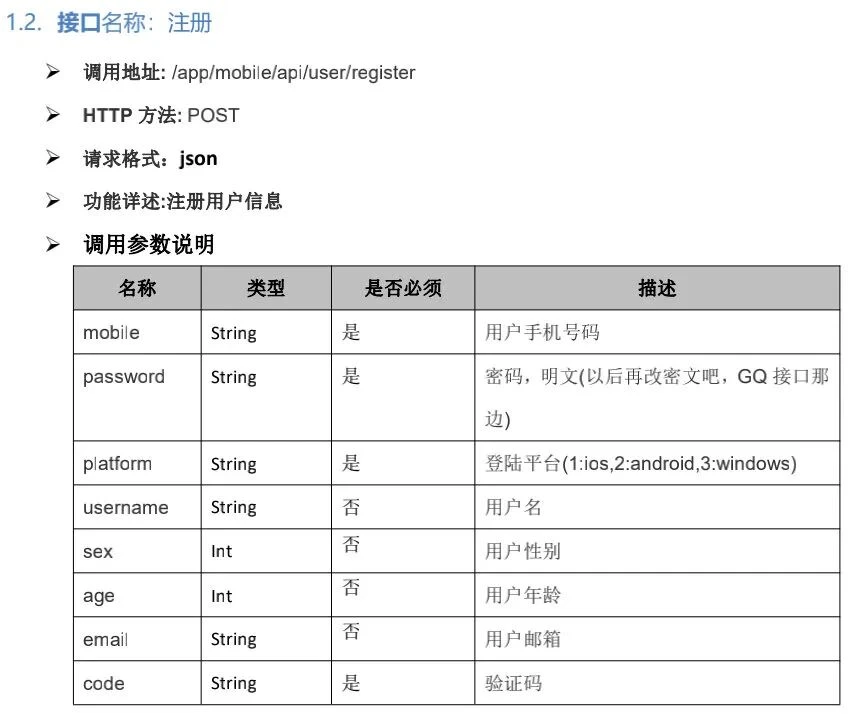 1.2. 接口名称：注册
➢ 调用地址: /app/mobile/api/user/register
➢ HTTP 方法: POST
➢ 请求格式：json
➢ 功能详述:注册用户信息
➢ 调用参数说明
名称 类型 是否必须 描述
mobile String 是 用户手机号码
password String 是 密码，明文(以后再改密文吧，GQ 接口那
边)
platform String 是 登陆平台(1:ios,2:android,3:windows)
username String 否 用户名
sex Int 否 用户性别
age Int 否 用户年龄
email String 否 用户邮箱
code String 是 验证码